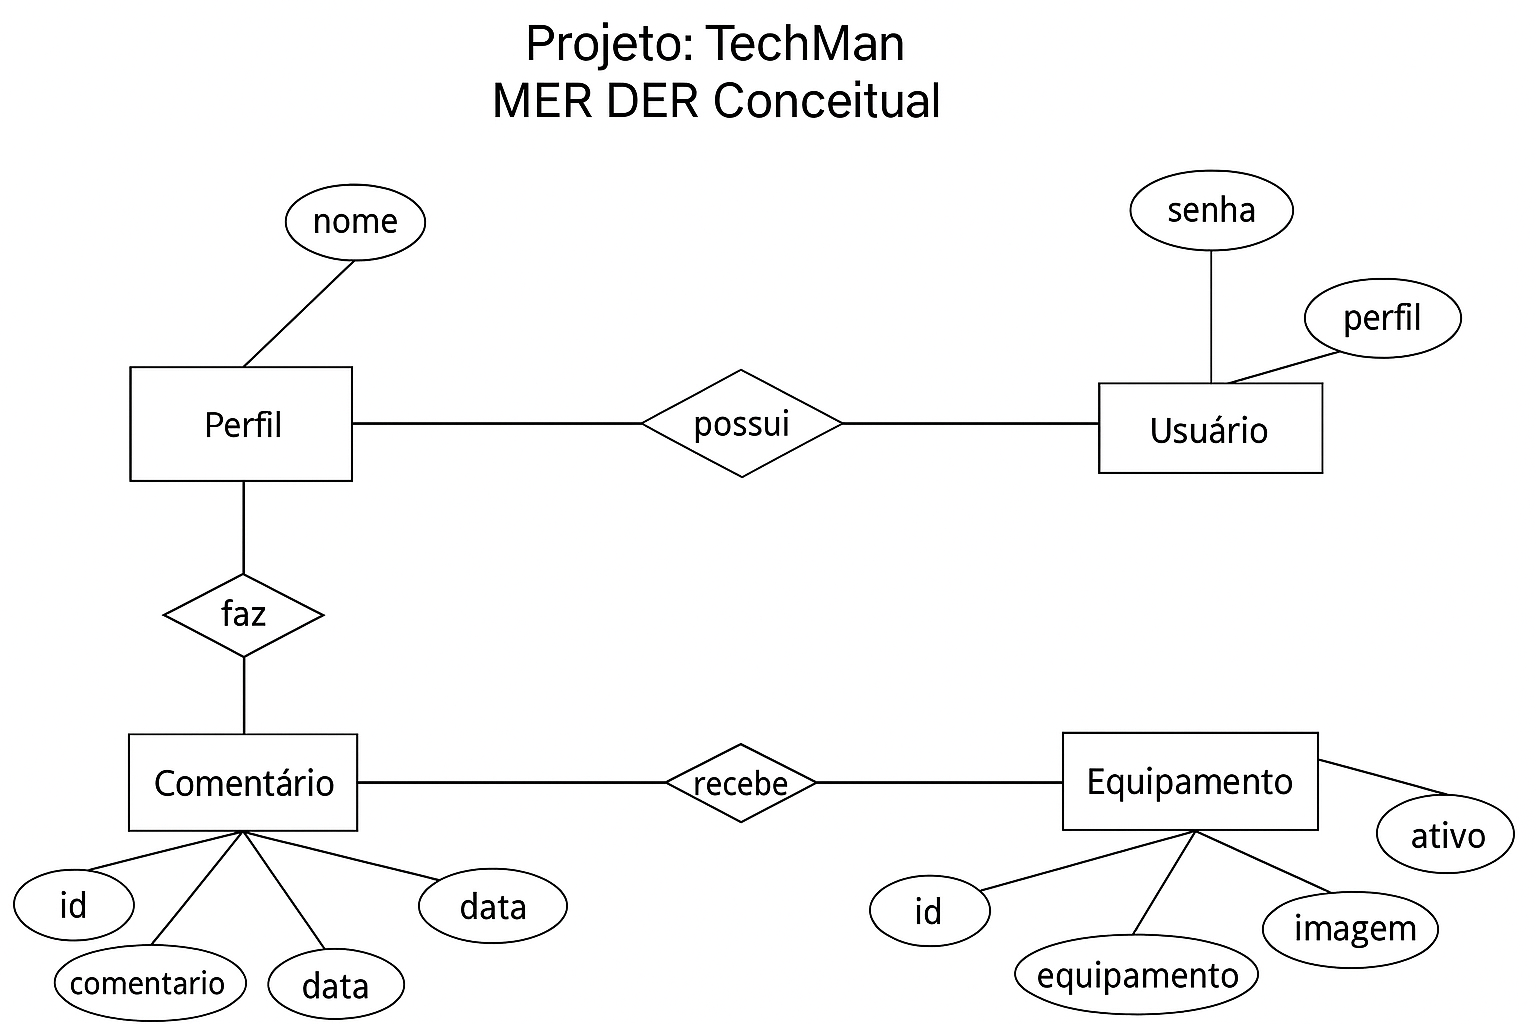 Projeto: TechMan
MER DER Conceitual
nome
senha
perfil
Perfil
possui
Usuário
faz
Comentário
recebe
Equipamento
ativo
id
data
id
imagem
comentario
data
equipamento